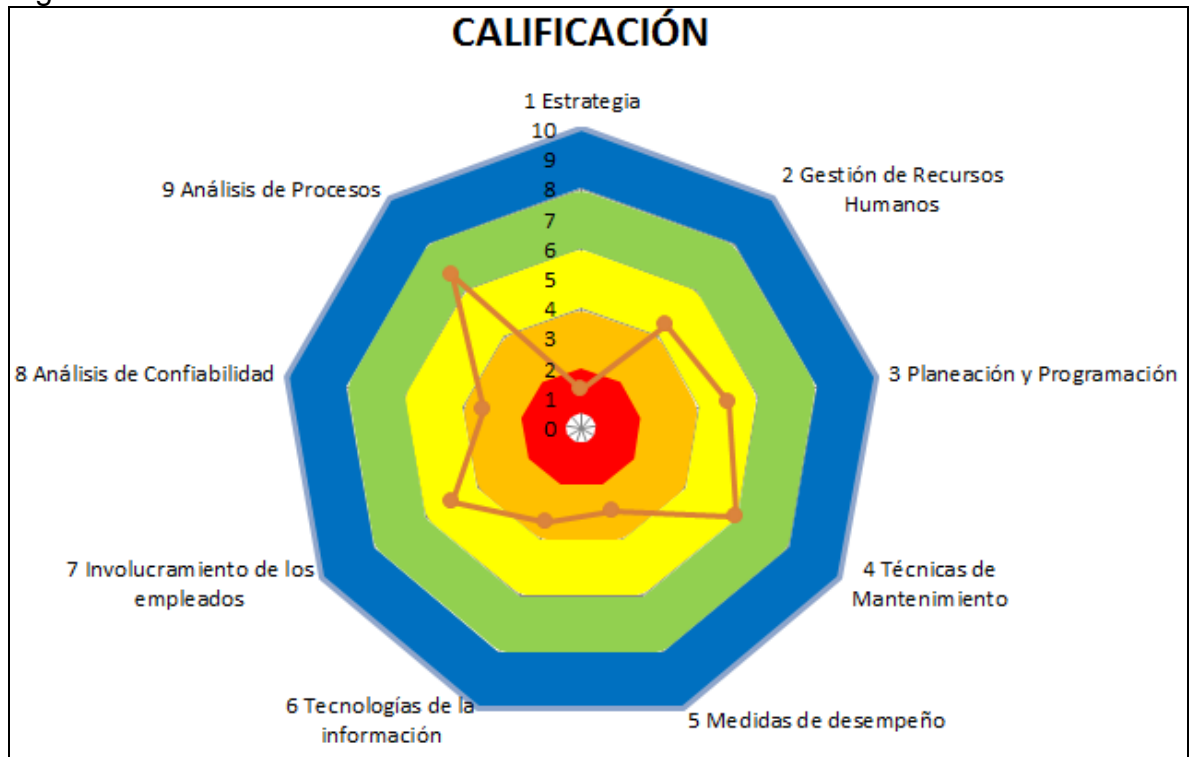 CALIFICACIÓN
1 Estrategia
10
9
8
7
6
5
4
3
2
1
0
2 Gestión de Recursos
Humanos
3 Planeación y Programación
4 Técnicas de
Mantenimiento
5 Medidas de desempeño
6 Tecnologías de la
información
7 Involucramiento de los
empleados
8 Análisis de Confiabilidad
9 Análisis de Procesos